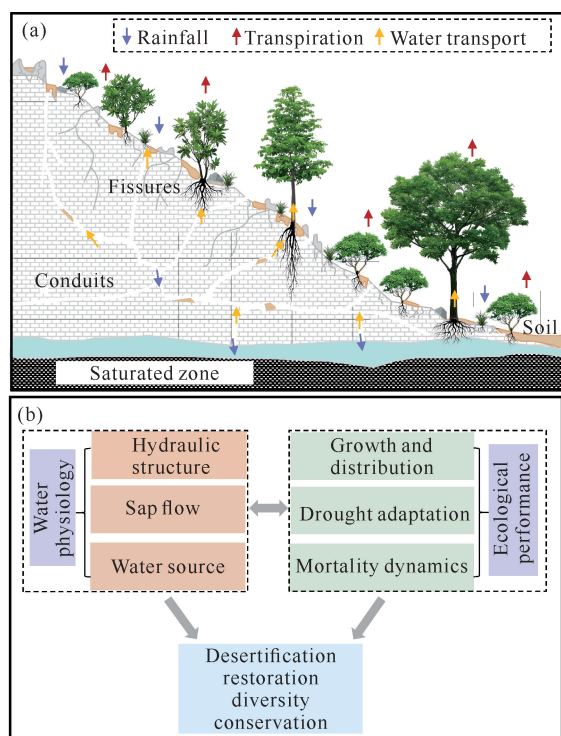 (a)
Rainfall
Transpiration
Water transport
Fissures
Conduits
Soil
Saturated zone
(b)
Water
physiology
Hydraulic
structure
Sap flow
Water source
Growth and
distribution
Drought adaptation
Mortality dynamics
Ecological
performance
Desertification
restoration
diversity
conservation